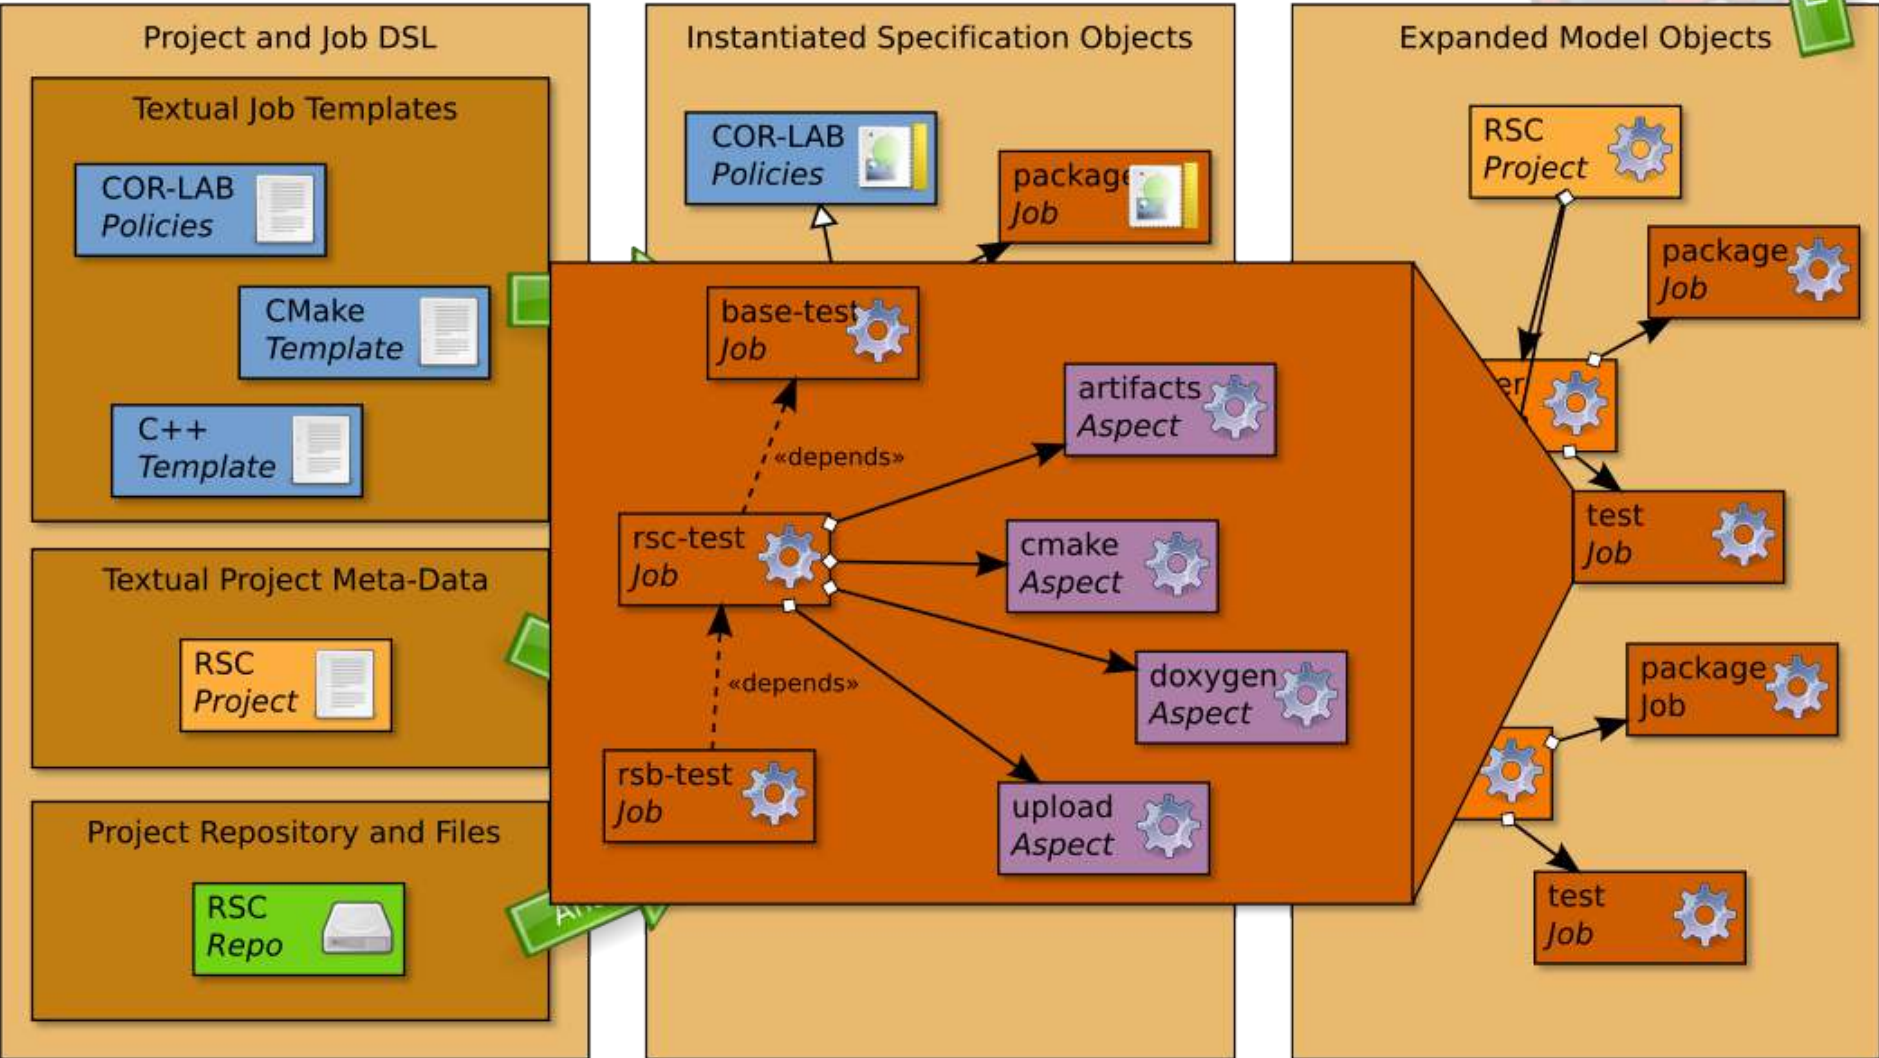 Project and Job DSL
Textual Job Templates
COR-LAB
Policies
CMake
Template
C++
Template
Textual Project Meta-Data
RSC
Project
Project Repository and Files
RSC
Repo
Instantiated Specification Objects
COR-LAB
Policies
package
Job
base-test
Job
«depends»
artifacts
Aspect
rsc-test
Job
cmake
Aspect
«depends»
doxygen
Aspect
rsb-test
Job
upload
Aspect
Expanded Model Objects
RSC
Project
package
Job
er
test
Job
package
Job
test
Job